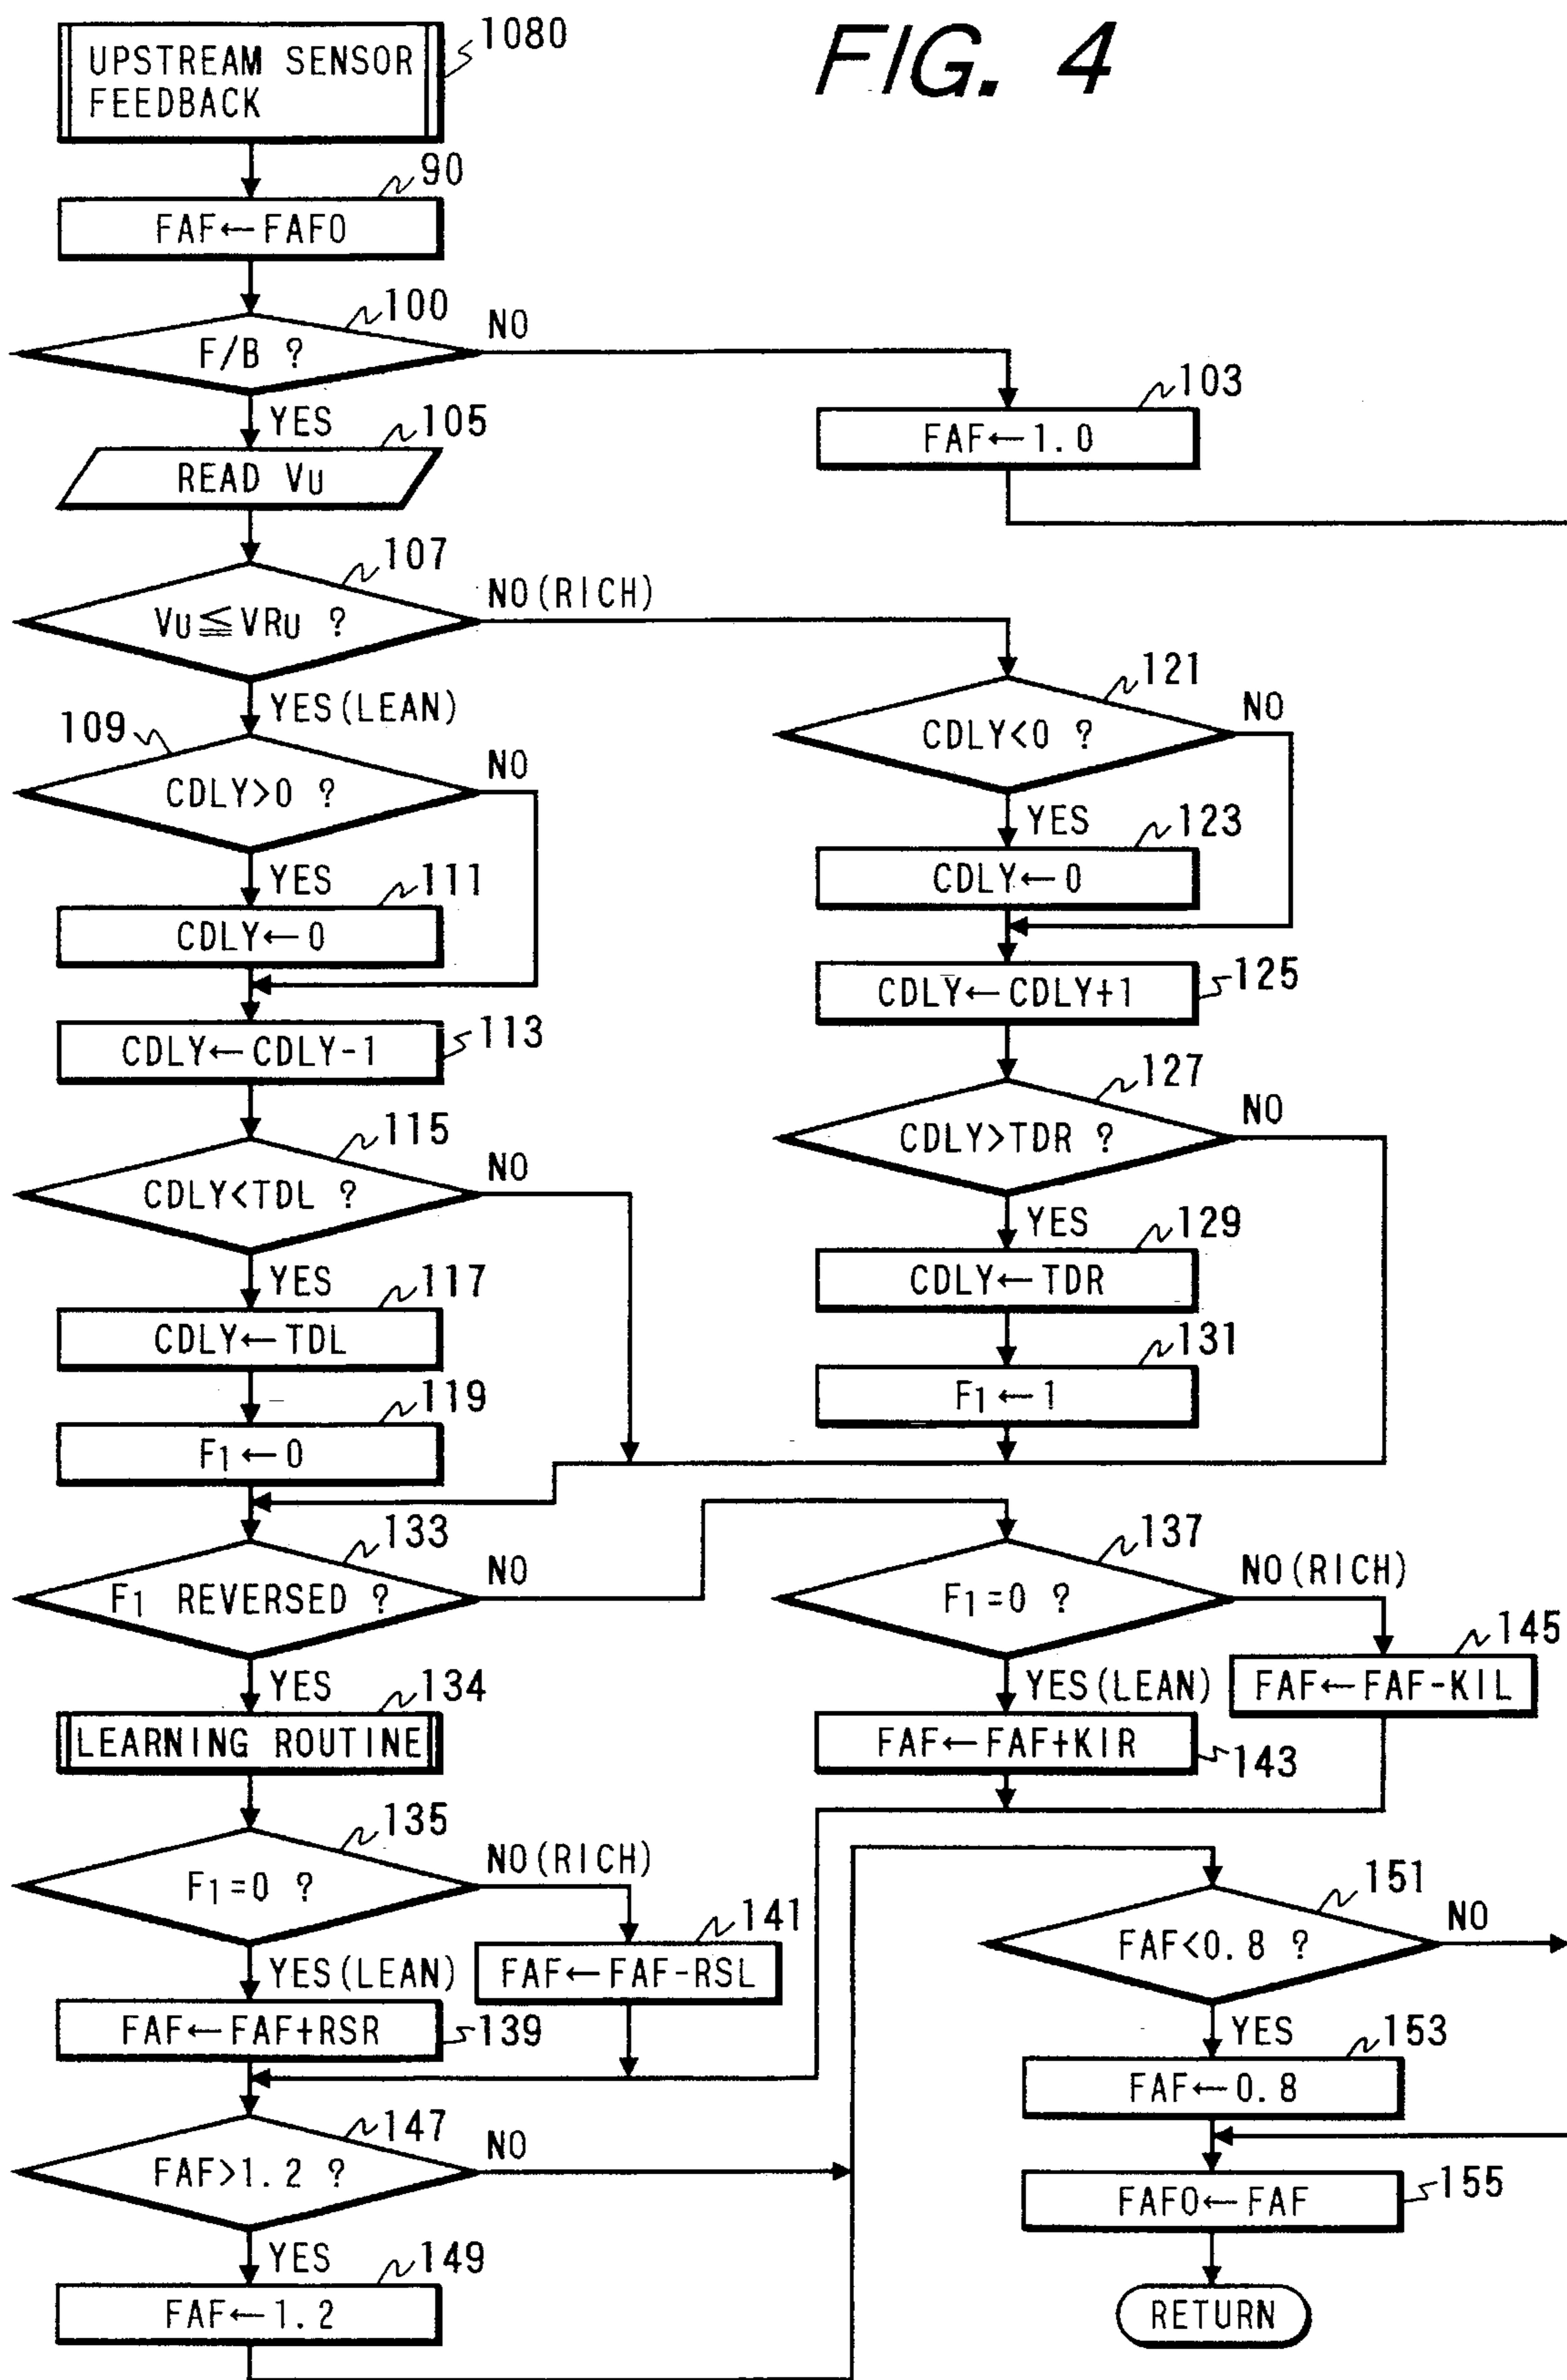 FIG. 4
1080
UPSTREAM SENSOR
FEEDBACK
90
FAF←FAF0
100
F/B ?
NO
YES
103
FAF←1.0
105
READ VU
107
VU≦VRU ?
NO(RICH)
YES(LEAN)
109
CDLY>0 ?
NO
YES
111
CDLY←0
113
CDLY←CDLY-1
115
CDLY<TDL ?
NO
YES
117
CDLY←TDL
119
F1←0
121
CDLY<0 ?
NO
YES
123
CDLY←0
125
CDLY←CDLY+1
127
CDLY>TDR ?
NO
YES
129
CDLY←TDR
131
F1←1
133
F1 REVERSED ?
NO
YES
134
LEARNING ROUTINE
135
F1=0 ?
NO(RICH)
YES(LEAN)
141
FAF←FAF-RSL
FAF←FAF+RSR
139
137
F1=0 ?
NO(RICH)
YES(LEAN)
145
FAF←FAF-KIL
FAF←FAF+KIR
143
147
FAF>1.2 ?
NO
YES
149
FAF←1.2
151
FAF<0.8 ?
NO
YES
153
FAF←0.8
FAF0←FAF
155
RETURN